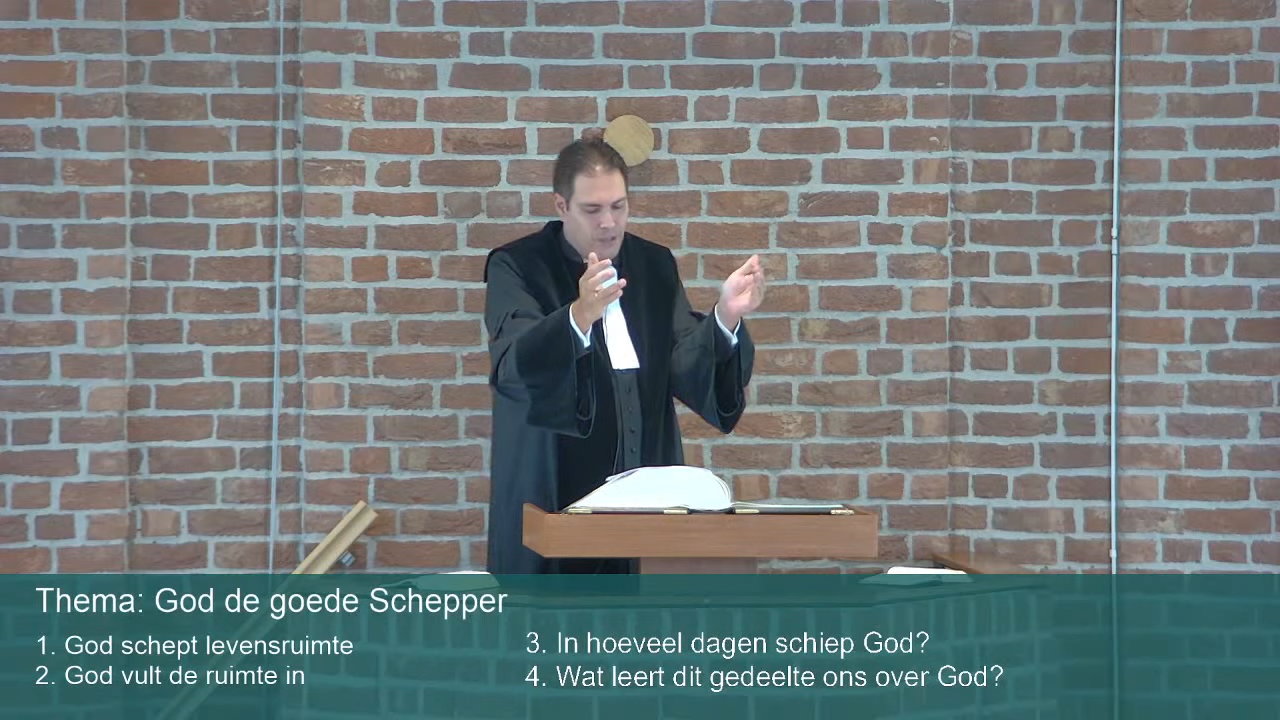 Thema: God de goede Schepper
1. God schept levensruimte
2. God vult de ruimte in
3. In hoeveel dagen schiep God?
4. Wat leert dit gedeelte ons over God?